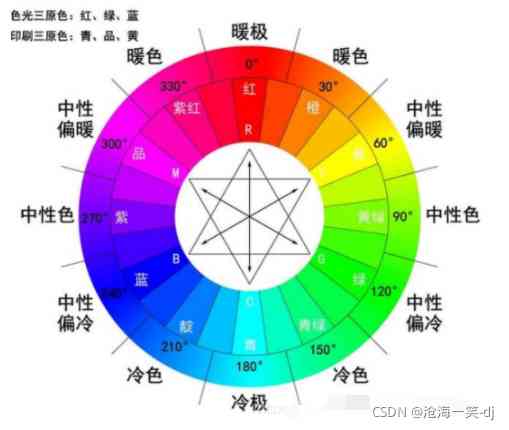 色光三原色：红、绿、蓝
印刷三原色：青、品、黄
暖极
暖色
暖色
0°
330°
30°
红
紫红
橙
R
中性
偏暖
中性
偏暖
300°
60°
品
黄
M
Y
中性色
270°
紫
黄绿
90°
中性色
B
G
蓝
绿
240°
120°
中性
偏冷
中性
偏冷
C
靛
青
青绿
210°
180°
150°
冷色
冷色
冷极
CSDN @沧海一笑-dj